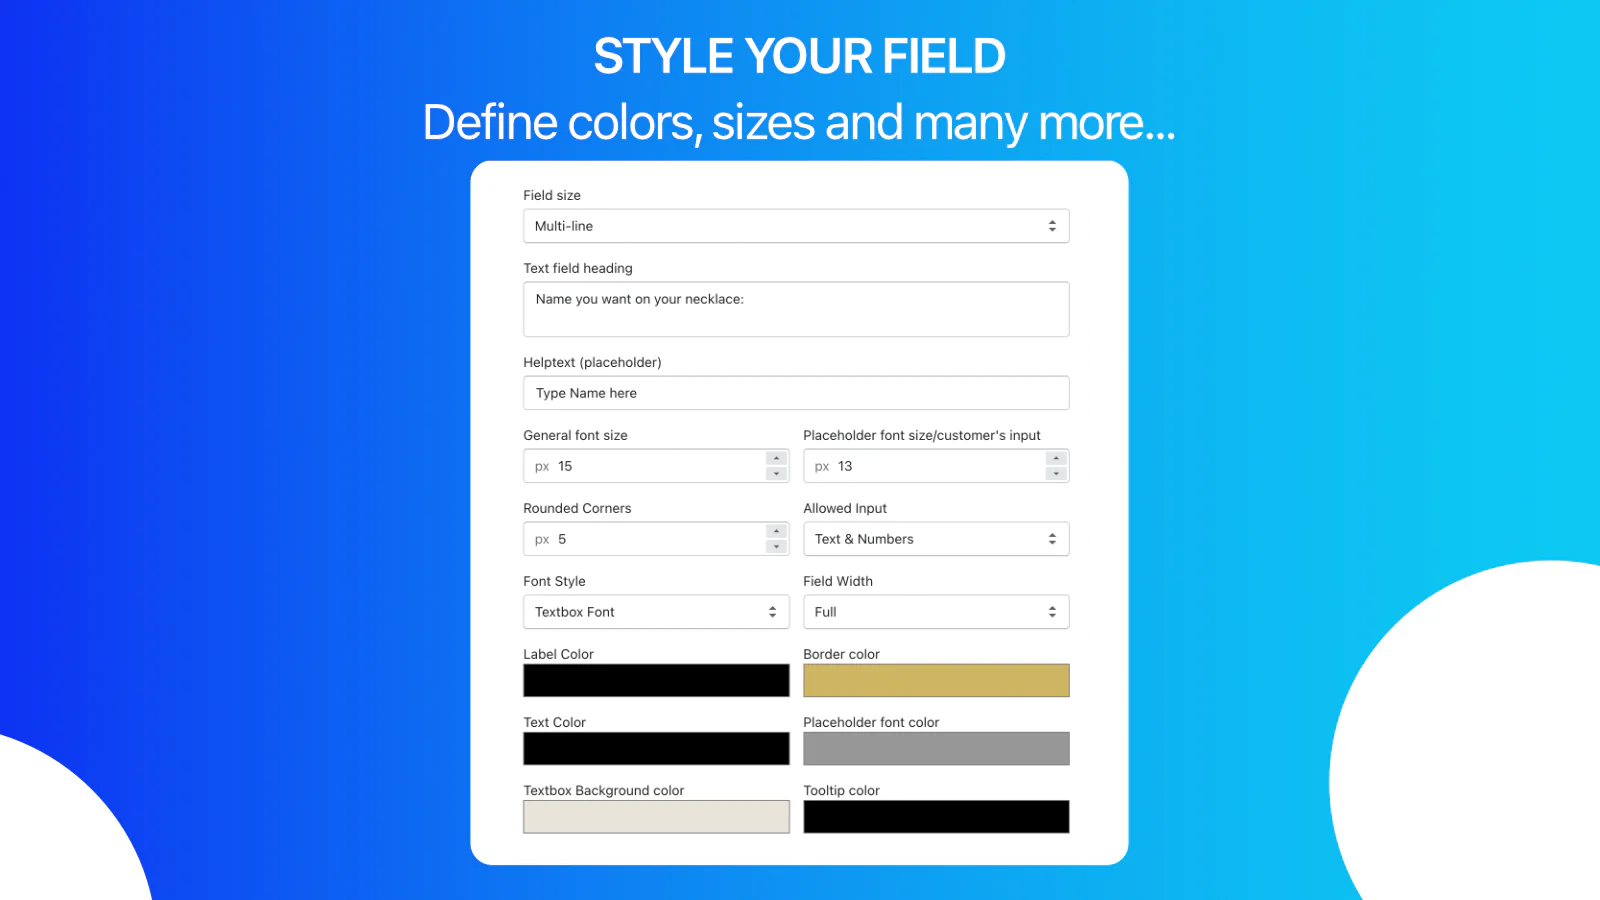 STYLE YOUR FIELD
Define colors, sizes and many more...
Field size
Multi-line
Text field heading
Name you want on your necklace:
Helptext (placeholder)
Type Name here
General font size
Placeholder font size/customer's input
px 15
px 13
Rounded Corners
Allowed Input
px 5
Text & Numbers
Font Style
Field Width
Textbox Font
Full
Label Color
Border color
Text Color
Placeholder font color
Textbox Background color
Tooltip color